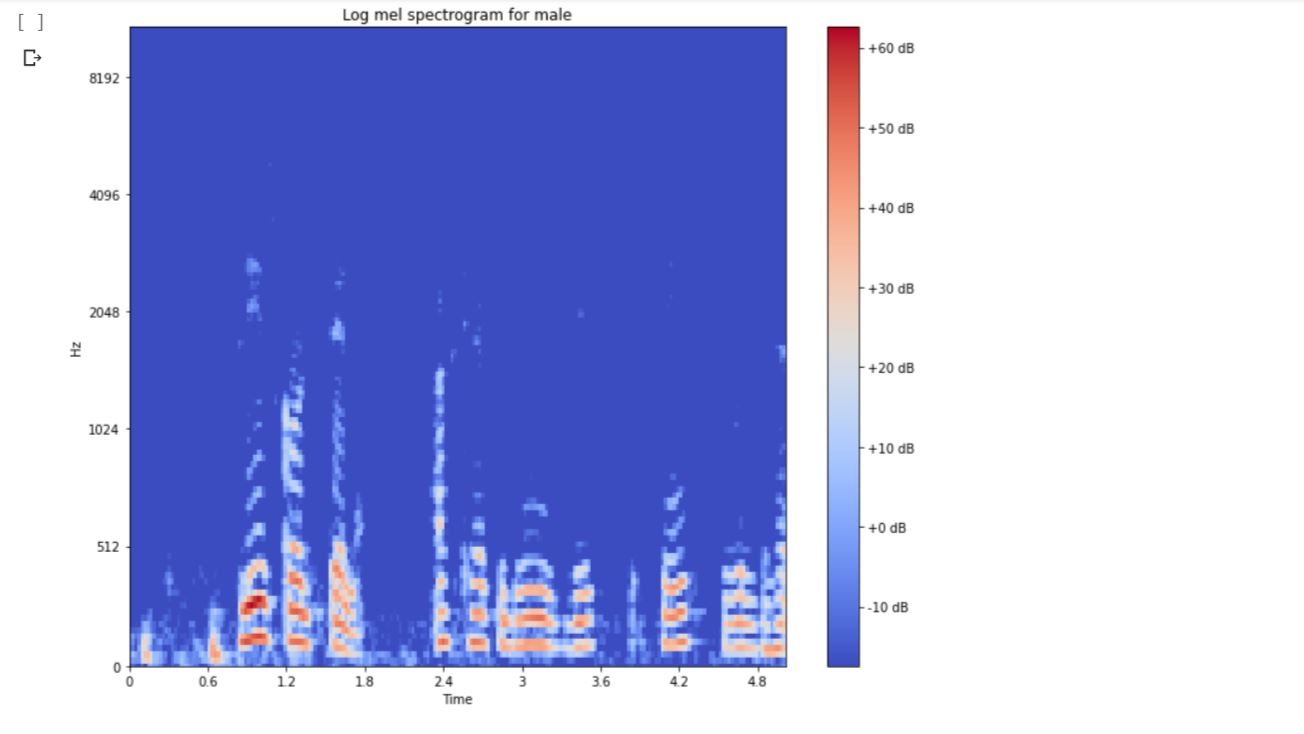 [ ]
Log mel spectrogram for male
8192
4096
2048
1024
512
0
Hz
0 0.6 1.2 1.8 2.4 3 3.6 4.2 4.8
Time
+60 dB
+50 dB
+40 dB
+30 dB
+20 dB
+10 dB
+0 dB
-10 dB